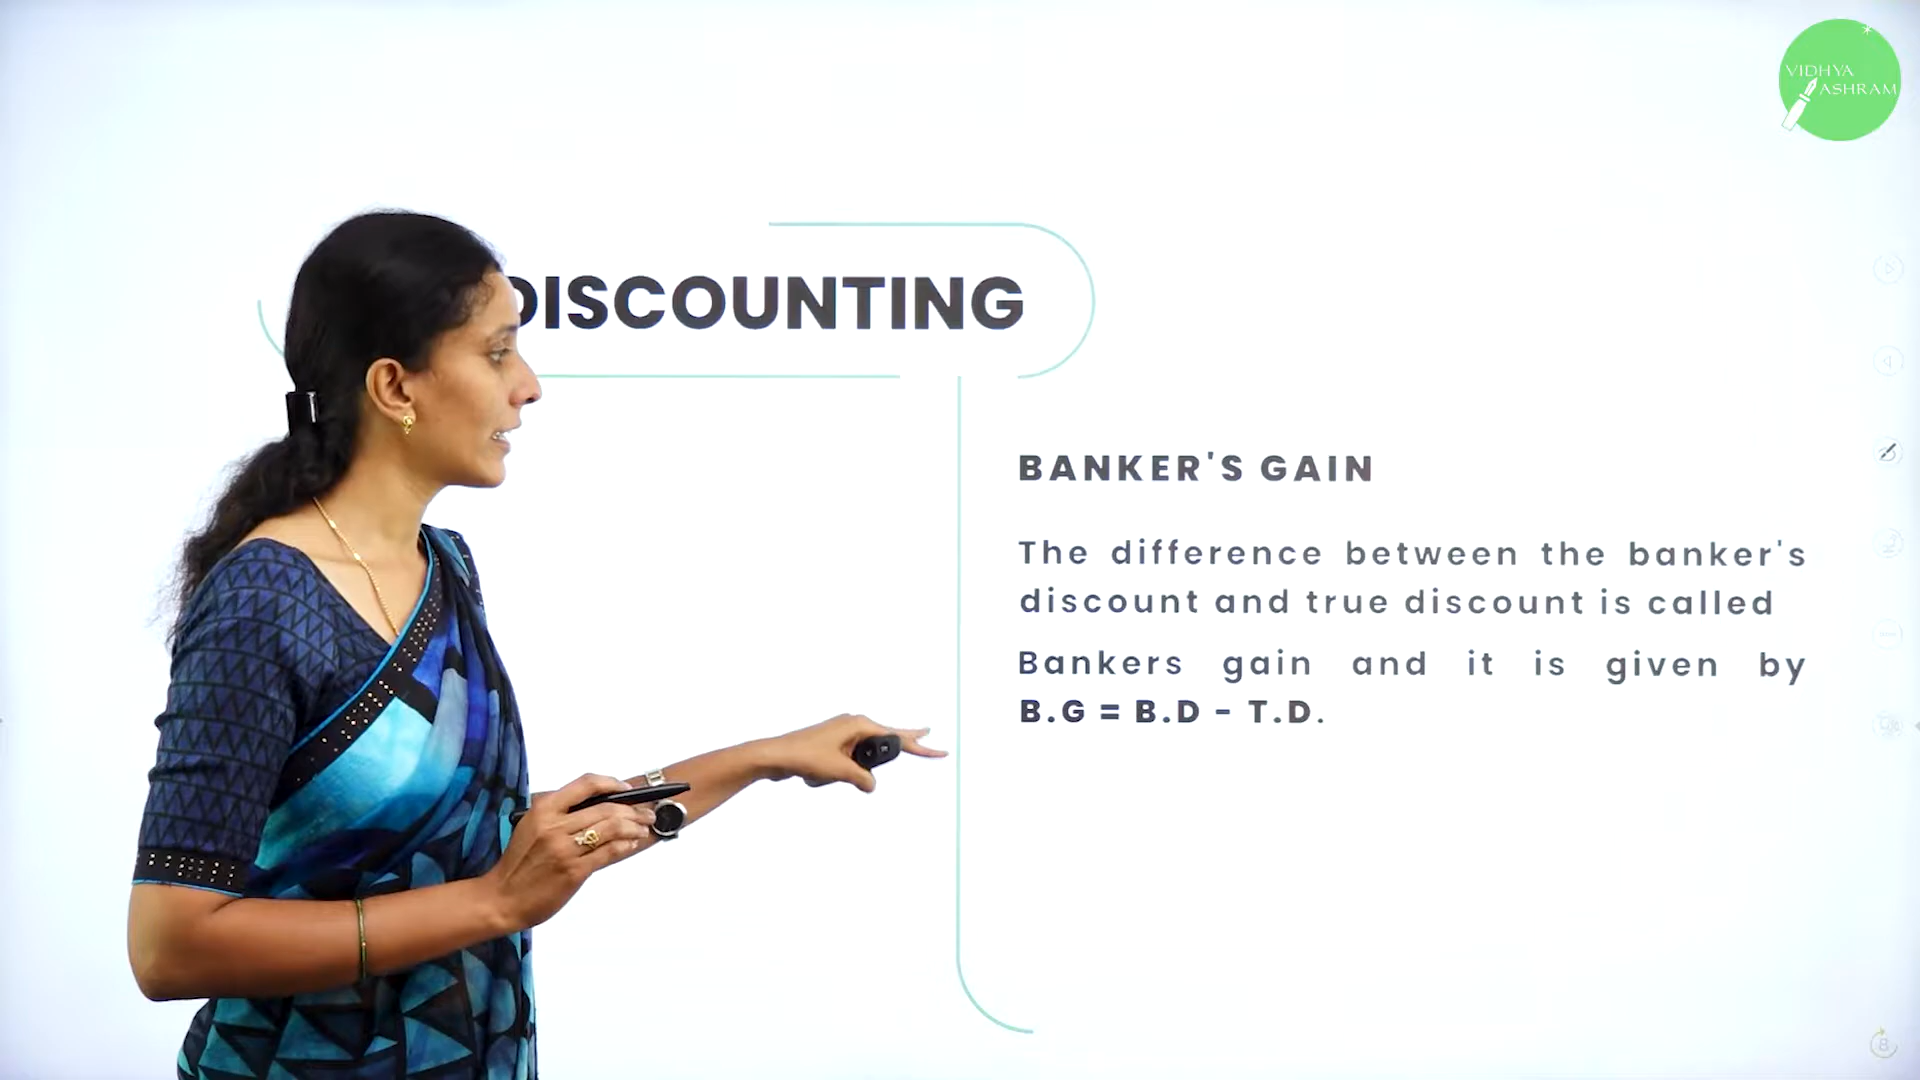 VIDHYA
ASHRAM
DISCOUNTING
BANKER'S GAIN
The difference between the banker's
discount and true discount is called
Bankers gain and it is given by
B.G = B.D - T.D.